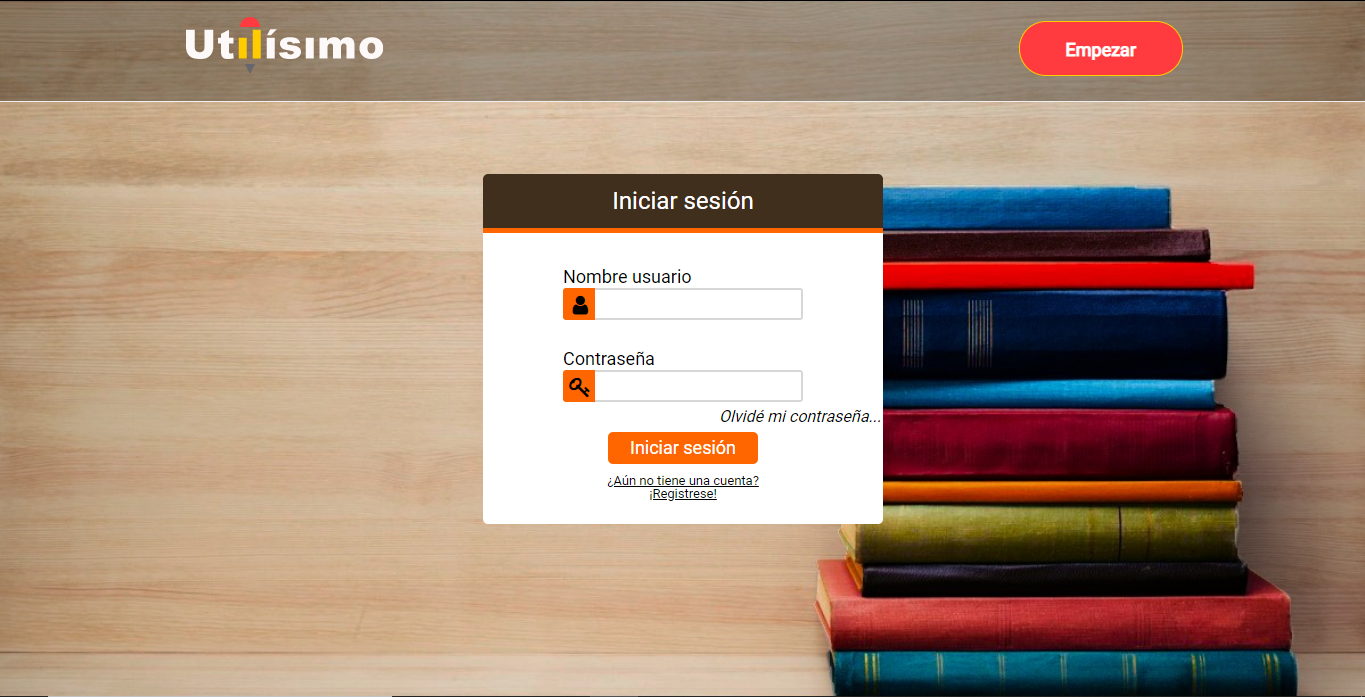 Utilísimo
Empezar
Iniciar sesión
Nombre usuario
Contraseña
Olvidé mi contraseña...
Iniciar sesión
¿Aún no tiene una cuenta?
¡Registrese!